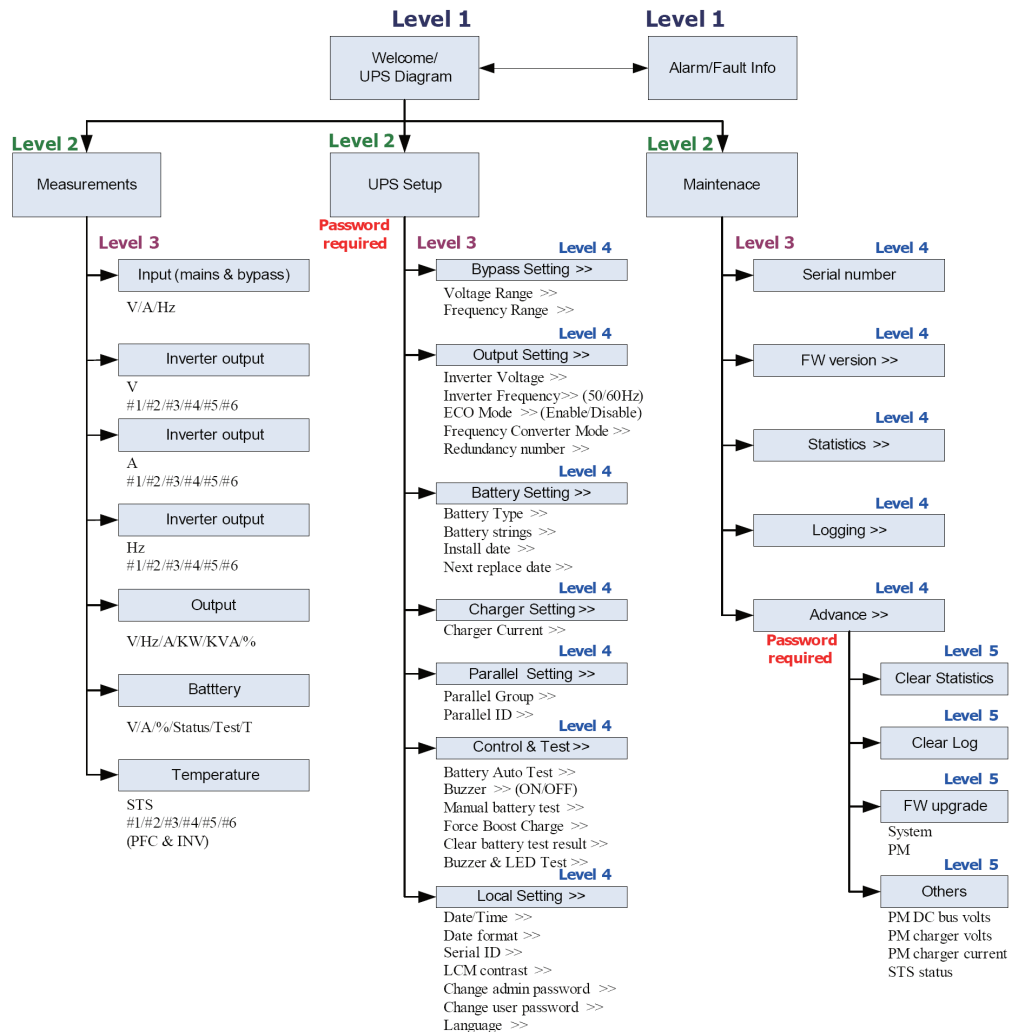 Level 1
Welcome/
UPS Diagram
Level 1
Alarm/Fault Info
Level 2
Measurements
Level 3
Input (mains & bypass)
V/A/Hz
Inverter output
V
#1/#2/#3/#4/#5/#6
Inverter output
A
#1/#2/#3/#4/#5/#6
Inverter output
Hz
#1/#2/#3/#4/#5/#6
Output
V/Hz/A/KW/KVA/%
Batttery
V/A/%/Status/Test/T
Temperature
STS
#1/#2/#3/#4/#5/#6
(PFC & INV)
Level 2
UPS Setup
Password
required
Level 3
Level 4
Bypass Setting >>
Voltage Range >>
Frequency Range >>
Level 4
Output Setting >>
Inverter Voltage >>
Inverter Frequency>> (50/60Hz)
ECO Mode >> (Enable/Disable)
Frequency Converter Mode >>
Redundancy number >>
Level 4
Battery Setting >>
Battery Type >>
Battery strings >>
Install date >>
Next replace date >>
Level 4
Charger Setting >>
Charger Current >>
Level 4
Parallel Setting >>
Parallel Group >>
Parallel ID >>
Level 4
Control & Test >>
Battery Auto Test >>
Buzzer >> (ON/OFF)
Manual battery test >>
Force Boost Charge >>
Clear battery test result >>
Buzzer & LED Test >>
Level 4
Local Setting >>
Date/Time >>
Date format >>
Serial ID >>
LCM contrast >>
Change admin password >>
Change user password >>
Language >>
Level 2
Maintenace
Level 3
Level 4
Serial number
Level 4
FW version >>
Level 4
Statistics >>
Level 4
Logging >>
Level 4
Advance >>
Password
required
Level 5
Clear Statistics
Level 5
Clear Log
Level 5
FW upgrade
System
PM
Level 5
Others
PM DC bus volts
PM charger volts
PM charger current
STS status